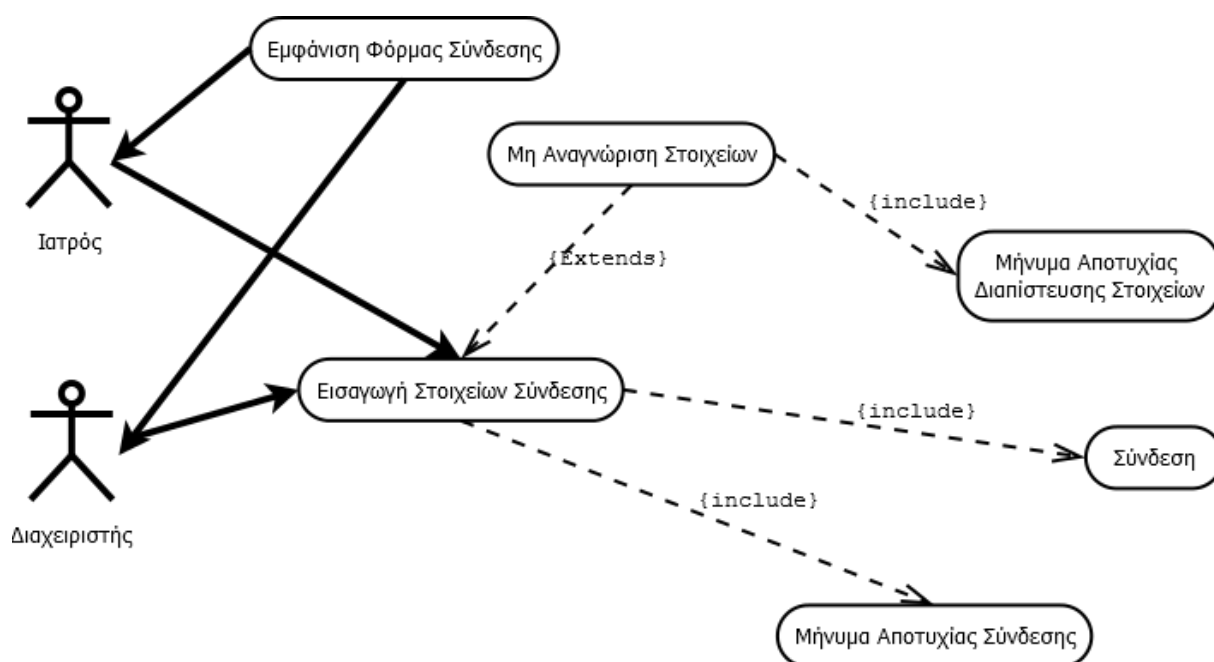 Εμφάνιση Φόρμας Σύνδεσης
Μη Αναγνώριση Στοιχείων
{include}
Ιατρός
{Extends}
Μήνυμα Αποτυχίας
Διαπίστευσης Στοιχείων
Εισαγωγή Στοιχείων Σύνδεσης
{include}
Σύνδεση
{include}
Διαχειριστής
Μήνυμα Αποτυχίας Σύνδεσης